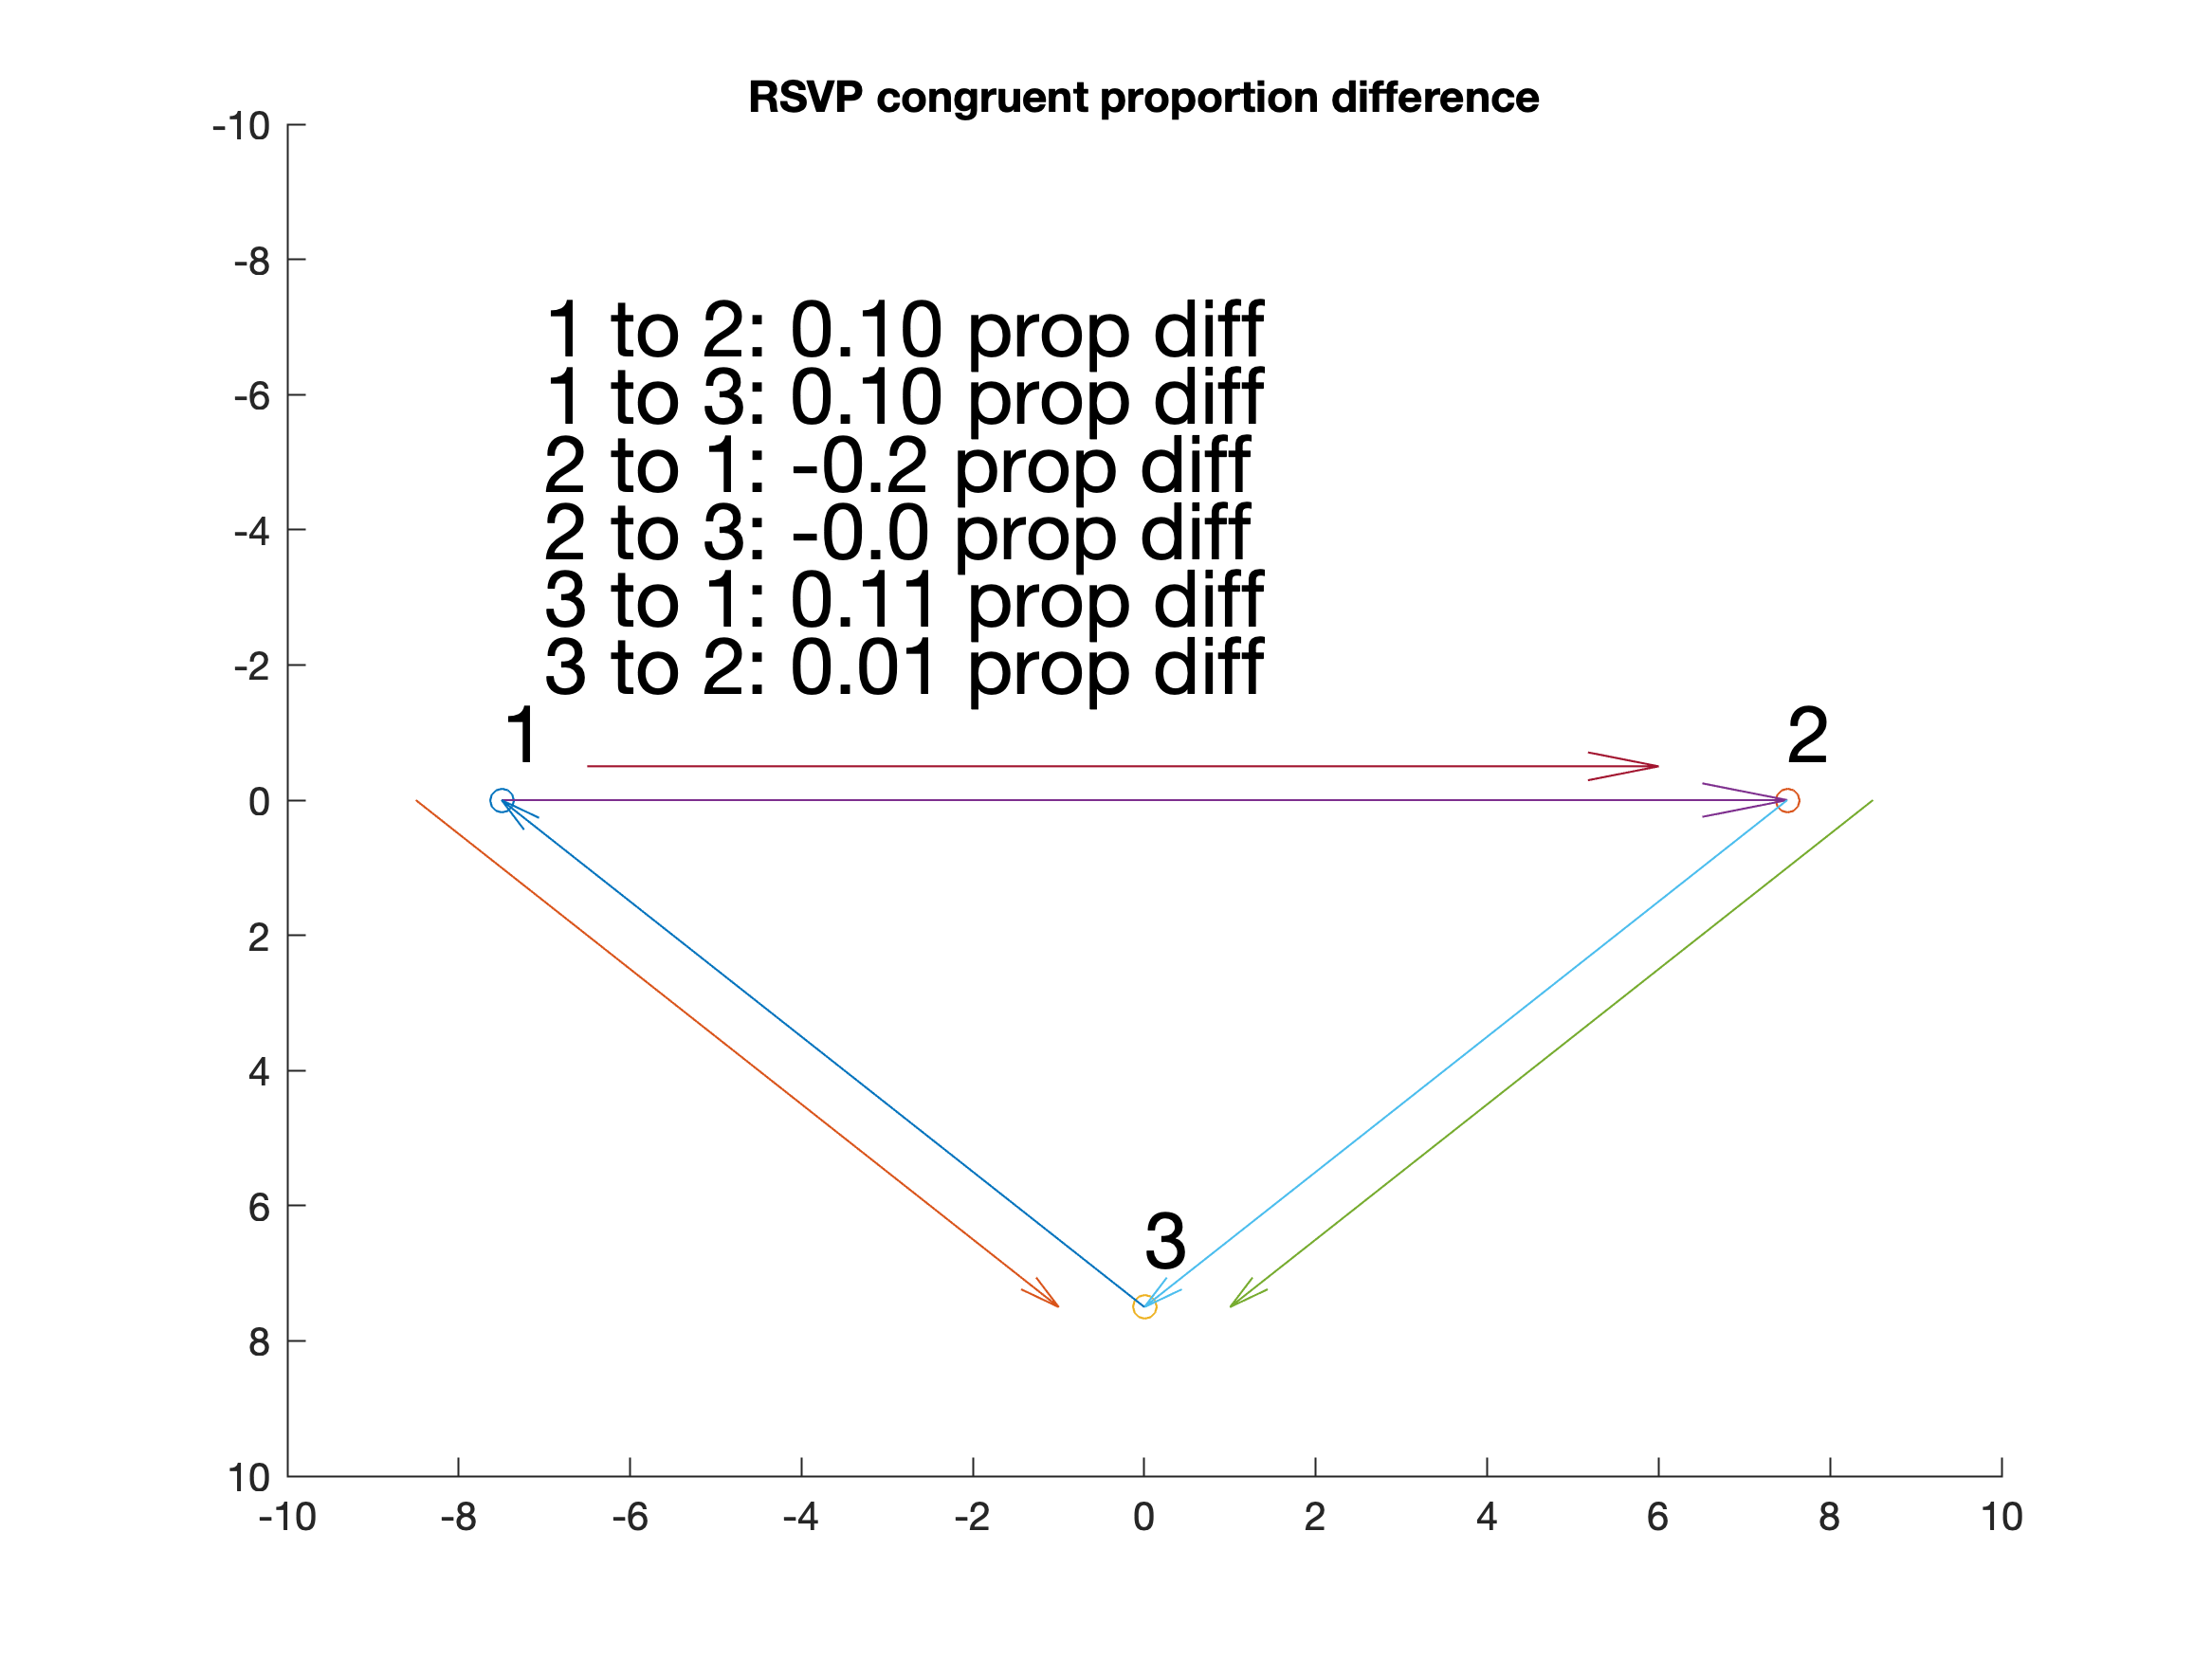 RSVP congruent proportion difference
-10
-8
-6
-4
-2
0
2
4
6
8
10
1 to 2: 0.10 prop diff
1 to 3: 0.10 prop diff
2 to 1: -0.2 prop diff
2 to 3: -0.0 prop diff
3 to 1: 0.11 prop diff
3 to 2: 0.01 prop diff
1
2
3
-10 -8 -6 -4 -2 0 2 4 6 8 10